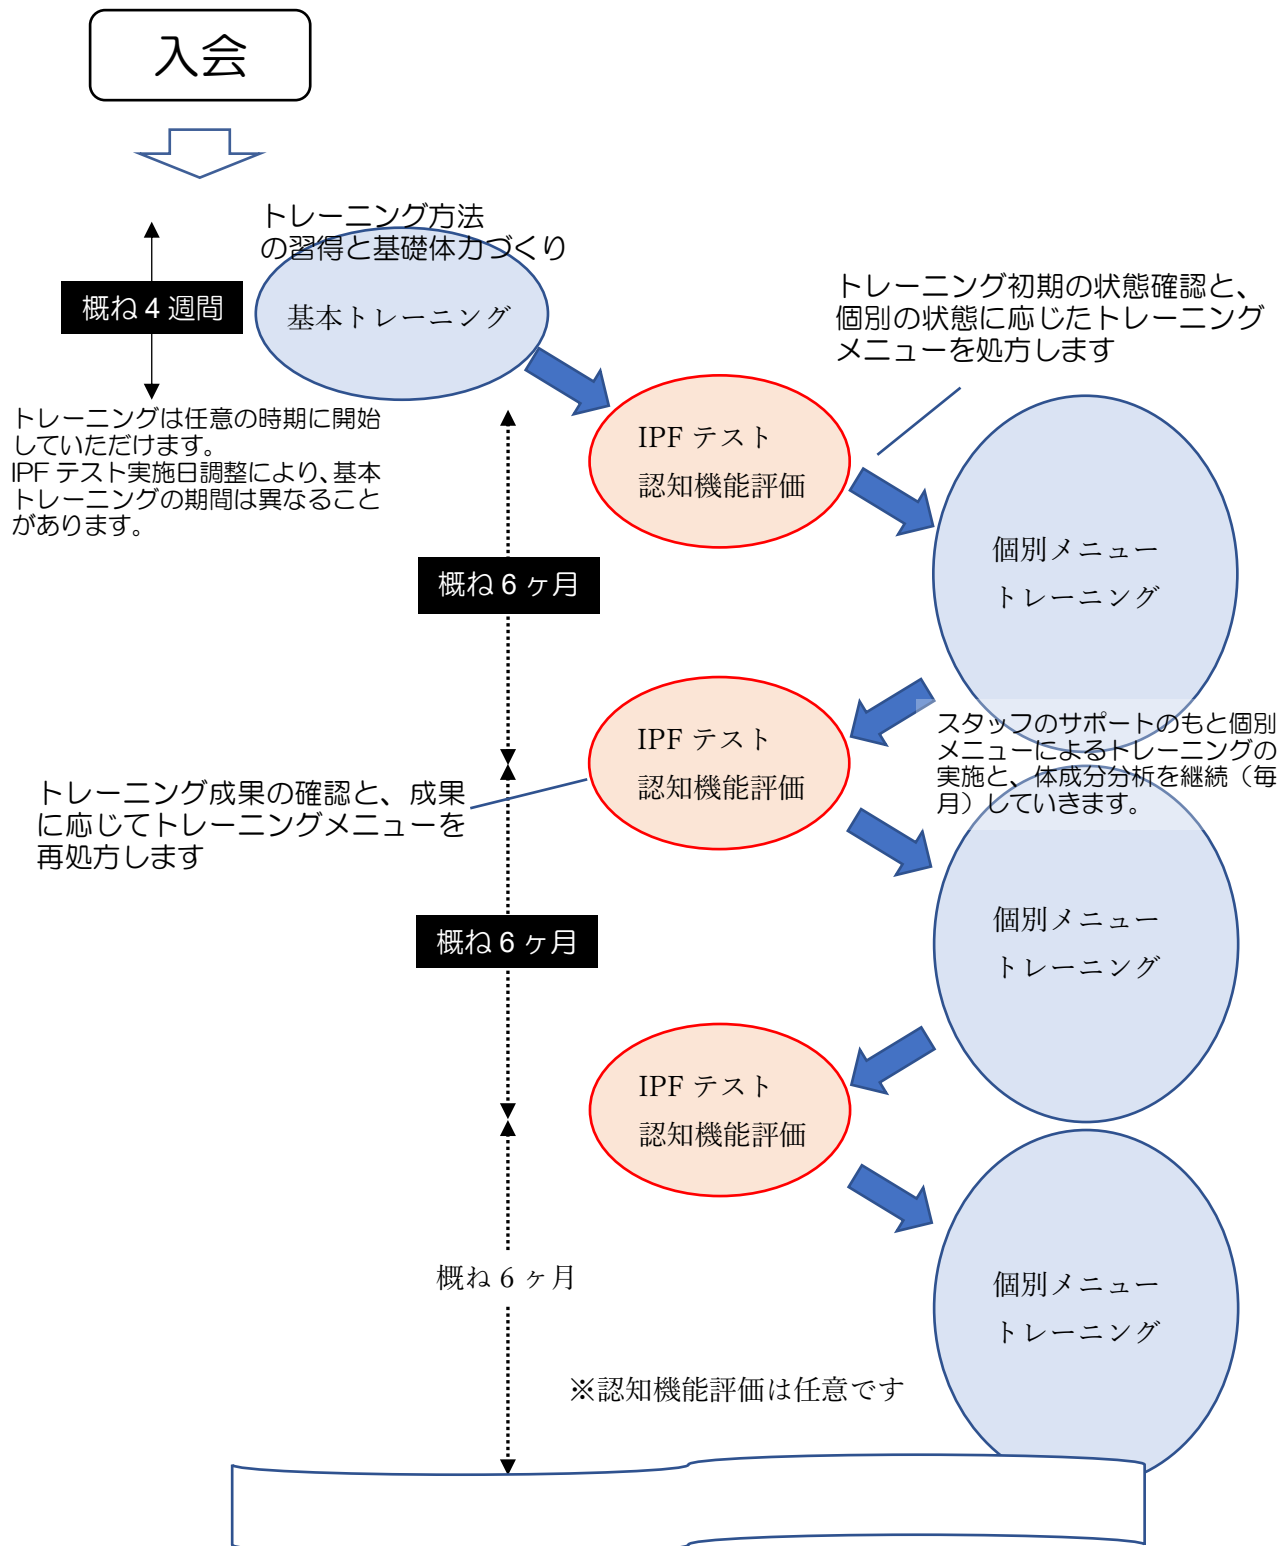 入会
トレーニング方法
の習得と基礎体力づくり
概ね 4 週間
基本トレーニング
トレーニング初期の状態確認と、
個別の状態に応じたトレーニング
メニューを処方します
トレーニングは任意の時期に開始
していただけます。
IPF テスト実施日調整により、基本
トレーニングの期間は異なること
があります。
IPF テスト
認知機能評価
個別メニュー
トレーニング
概ね 6 ヶ月
IPF テスト
認知機能評価
スタッフのサポートのもと個別
メニューによるトレーニングの
実施と、体成分分析を継続（毎
月）していきます。
トレーニング成果の確認と、成果
に応じてトレーニングメニューを
再処方します
個別メニュー
トレーニング
概ね 6 ヶ月
IPF テスト
認知機能評価
概ね 6 ヶ月
個別メニュー
トレーニング
※認知機能評価は任意です